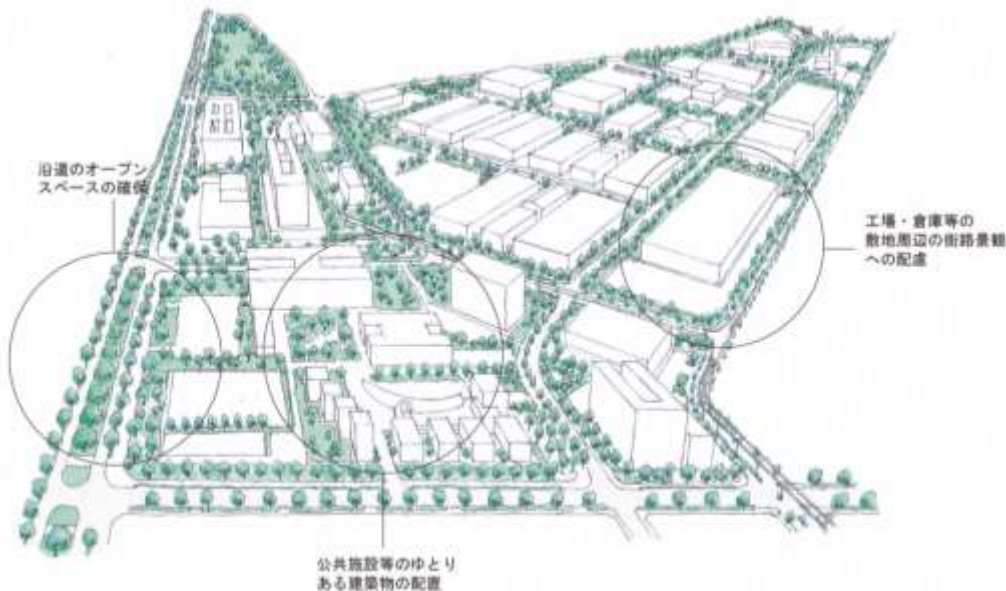 沿道のオープン
スペースの確保
工場・倉庫等の
敷地周辺の街路景観
への配慮
公共施設等のゆとり
ある建築物の配置